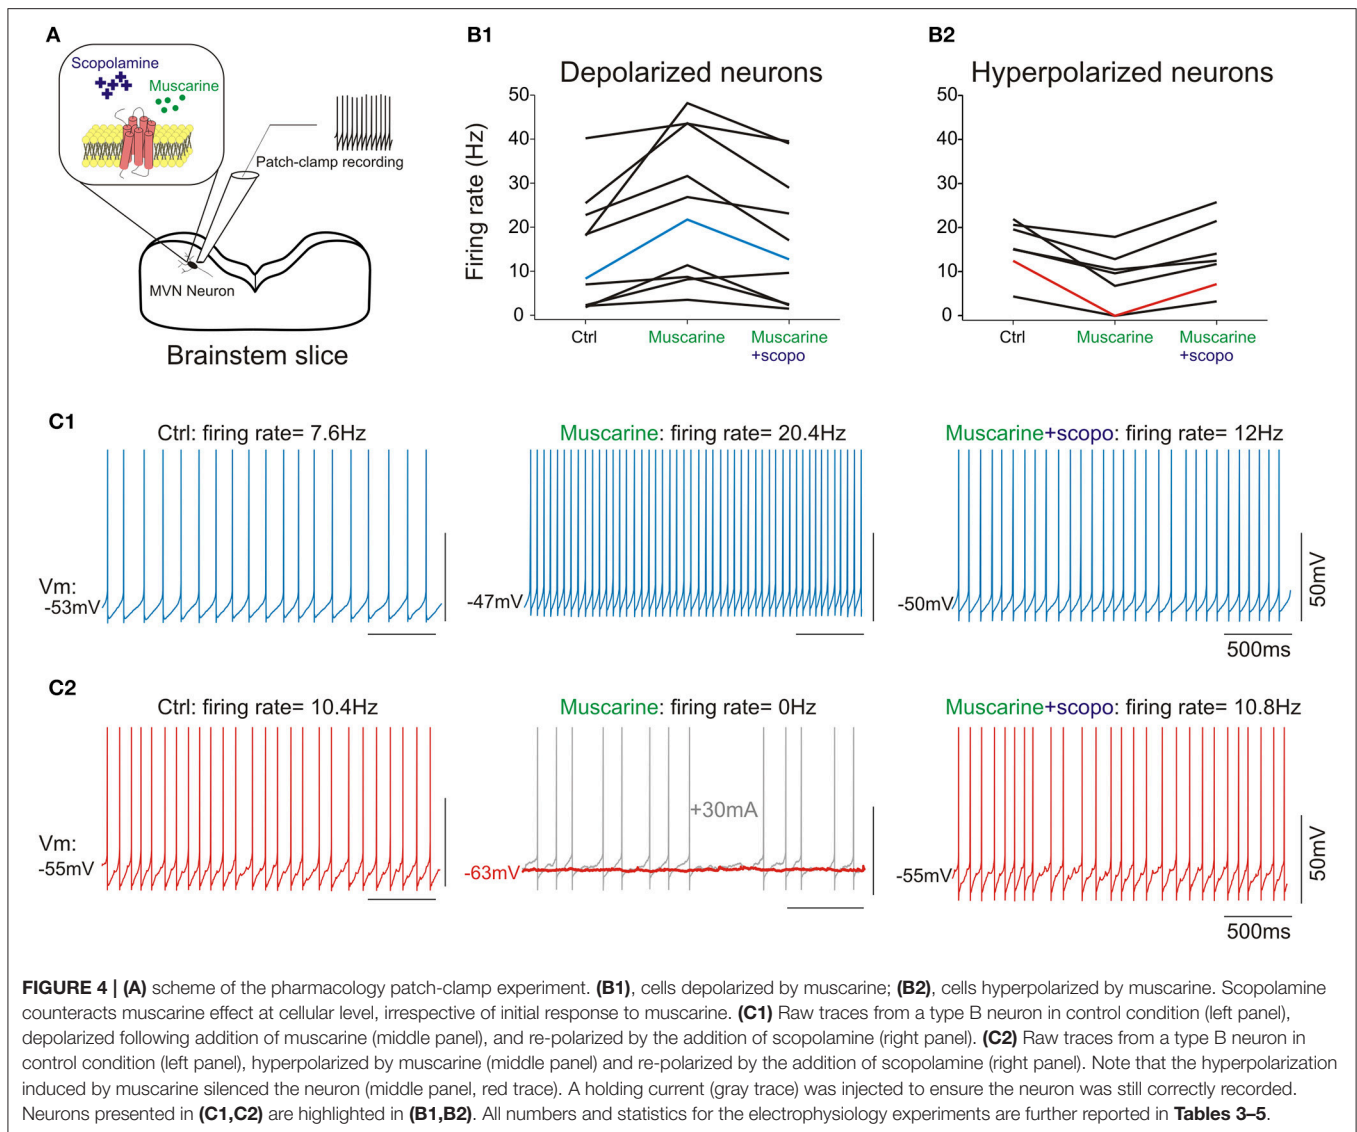 A
Scopolamine
Muscarine
Patch-clamp recording
MVN Neuron
Brainstem slice
B1
Depolarized neurons
Firing rate (Hz)
50
40
30
20
10
0
Ctrl
Muscarine
Muscarine
+scopo
B2
Hyperpolarized neurons
50
40
30
20
10
0
Ctrl
Muscarine
Muscarine
+scopo
C1
Ctrl: firing rate= 7.6Hz
Vm:
-53mV
Muscarine: firing rate= 20.4Hz
-47mV
Muscarine+scopo: firing rate= 12Hz
-50mV
50mV
500ms
C2
Ctrl: firing rate= 10.4Hz
Vm:
-55mV
Muscarine: firing rate= 0Hz
+30mA
-63mV
Muscarine+scopo: firing rate= 10.8Hz
-55mV
50mV
500ms
FIGURE 4 | (A) scheme of the pharmacology patch-clamp experiment. (B1), cells depolarized by muscarine; (B2), cells hyperpolarized by muscarine. Scopolamine
counteracts muscarine effect at cellular level, irrespective of initial response to muscarine. (C1) Raw traces from a type B neuron in control condition (left panel),
depolarized following addition of muscarine (middle panel), and re-polarized by the addition of scopolamine (right panel). (C2) Raw traces from a type B neuron in
control condition (left panel), hyperpolarized by muscarine (middle panel) and re-polarized by the addition of scopolamine (right panel). Note that the hyperpolarization
induced by muscarine silenced the neuron (middle panel, red trace). A holding current (gray trace) was injected to ensure the neuron was still correctly recorded.
Neurons presented in (C1,C2) are highlighted in (B1,B2). All numbers and statistics for the electrophysiology experiments are further reported in Tables 3–5.